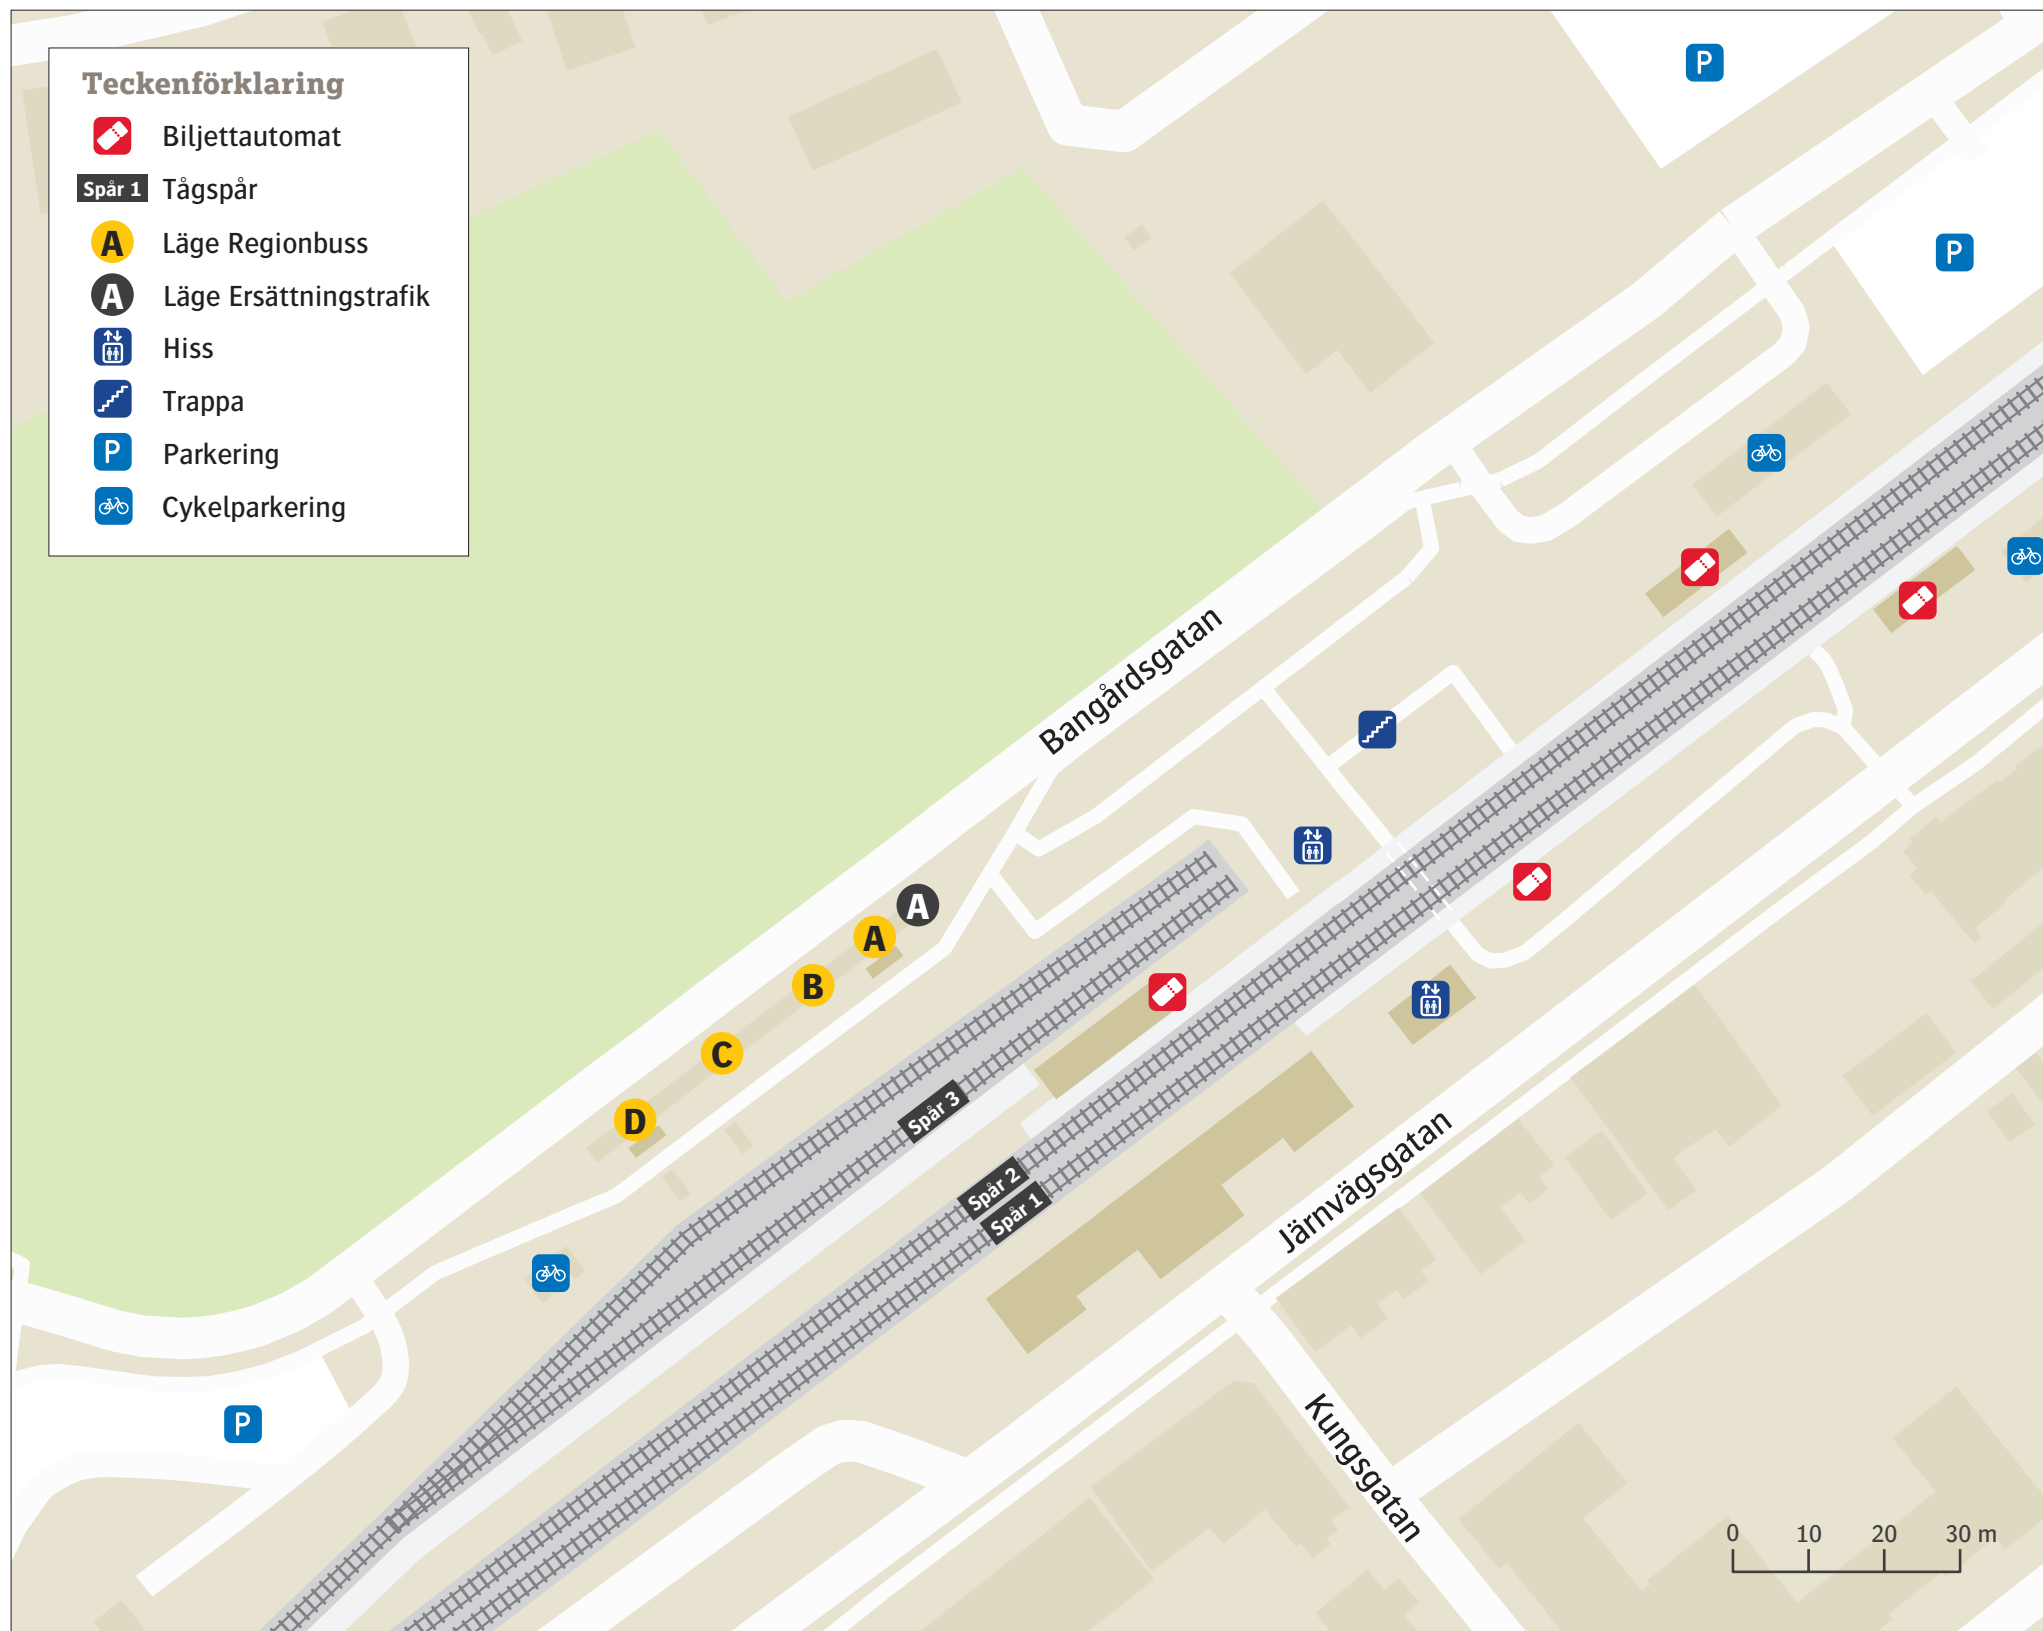 Teckenförklaring
Biljettautomat
Spår 1 Tågspår
A Läge Regionbuss
A Läge Ersättningstrafik
Hiss
Trappa
P Parkering
Cykelparkering
P
P
Bangårdsgatan
A
A
B
C
D
Spår 3
Spår 2
Spår 1
Järnvägsgatan
Kungsgatan
P
0 10 20 30 m